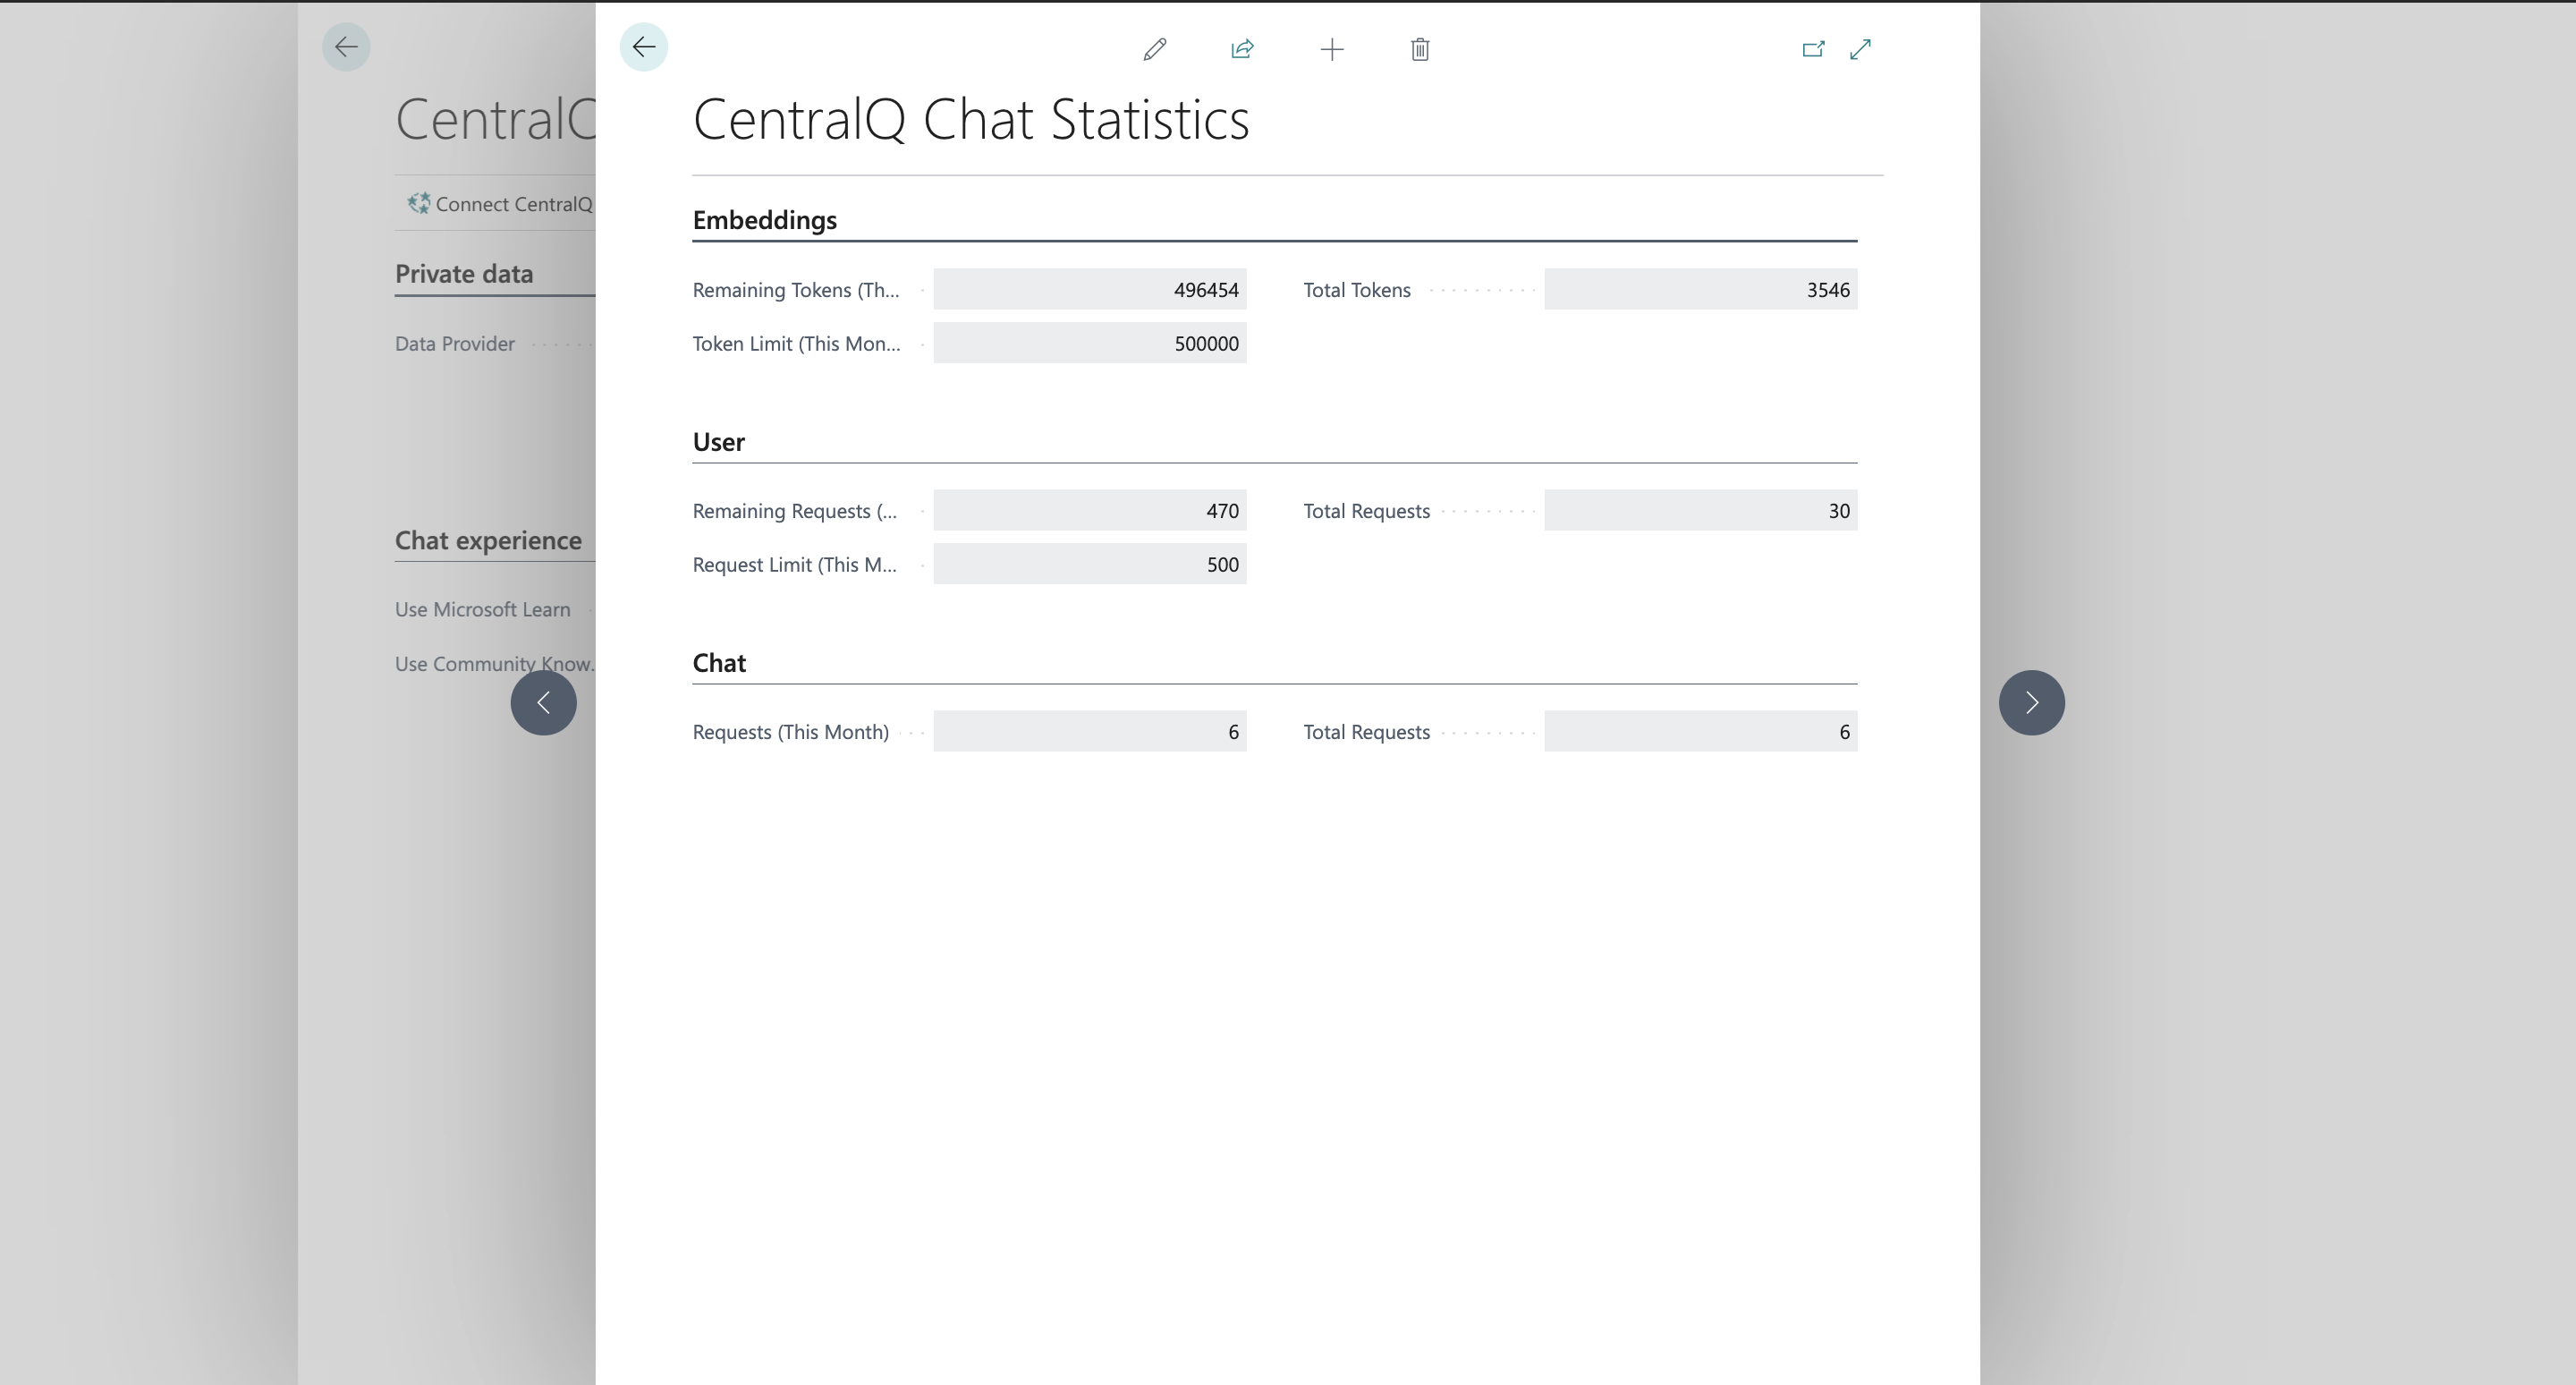 CentralQ
Connect CentralQ
Private data
Data Provider
Chat experience
Use Microsoft Learn
Use Community Know.
CentralQ Chat Statistics
Embeddings
Remaining Tokens (Th... 496454 Total Tokens 3546
Token Limit (This Mon... 500000
User
Remaining Requests (... 470 Total Requests 30
Request Limit (This M... 500
Chat
Requests (This Month) 6 Total Requests 6